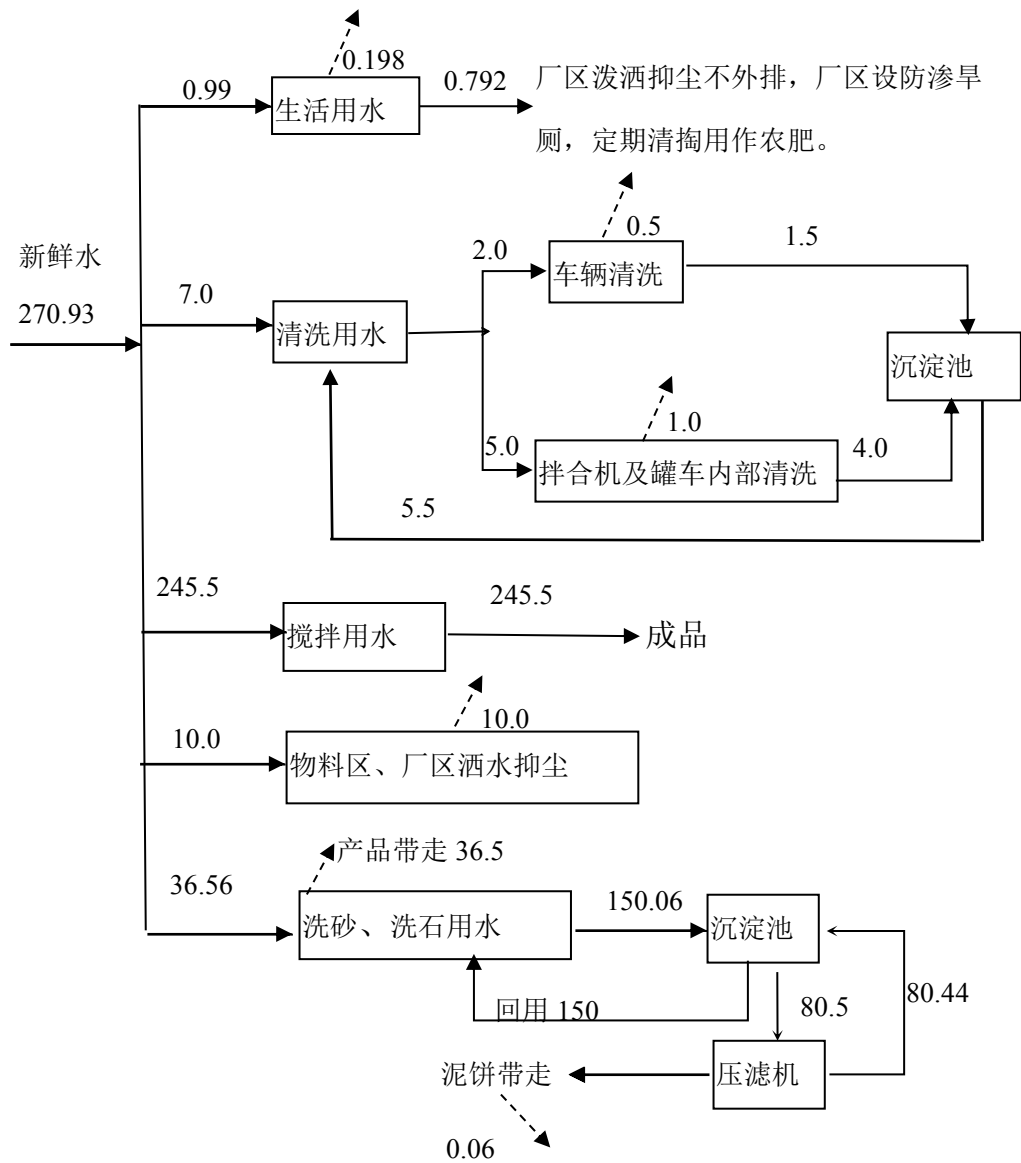 0.198
0.99
生活用水
0.792
厂区泼洒抑尘不外排，厂区设防渗旱
厕，定期清掏用作农肥。
新鲜水
270.93
7.0
清洗用水
2.0
0.5
车辆清洗
1.5
沉淀池
5.0
1.0
拌合机及罐车内部清洗
4.0
5.5
245.5
搅拌用水
245.5
成品
10.0
10.0
物料区、厂区洒水抑尘
产品带走 36.5
36.56
洗砂、洗石用水
150.06
沉淀池
回用 150
80.5
80.44
泥饼带走
压滤机
0.06